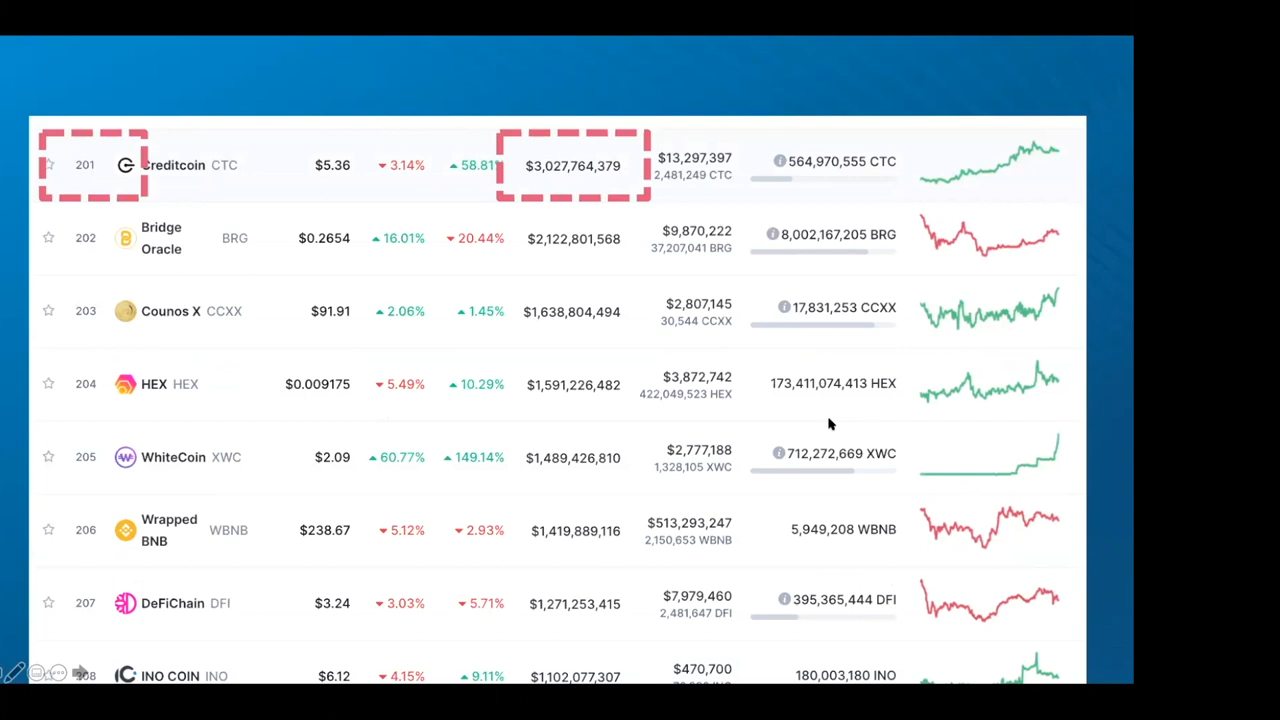 201 Creditcoin CTC $5.36 3.14% 58.81% $3,027,764,379 $13,297,397 564,970,555 CTC
2,481,249 CTC
202 Bridge Oracle BRG $0.2654 16.01% 20.44% $2,122,801,568 $9,870,222 8,002,167,205 BRG
37,207,041 BRG
203 Counos X CCXX $91.91 2.06% 1.45% $1,638,804,494 $2,807,145 17,831,253 CCXX
30,544 CCXX
204 HEX HEX $0.009175 5.49% 10.29% $1,591,226,482 $3,872,742 173,411,074,413 HEX
422,049,523 HEX
205 WhiteCoin XWC $2.09 60.77% 149.14% $1,489,426,810 $2,777,188 712,272,669 XWC
1,328,105 XWC
206 Wrapped BNB WBNB $238.67 5.12% 2.93% $1,419,889,116 $513,293,247 5,949,208 WBNB
2,150,653 WBNB
207 DeFiChain DFI $3.24 3.03% 5.71% $1,271,253,415 $7,979,460 395,365,444 DFI
2,481,647 DFI
208 INO COIN INO $6.12 4.15% 9.11% $1,102,077,307 $470,700 180,003,180 INO